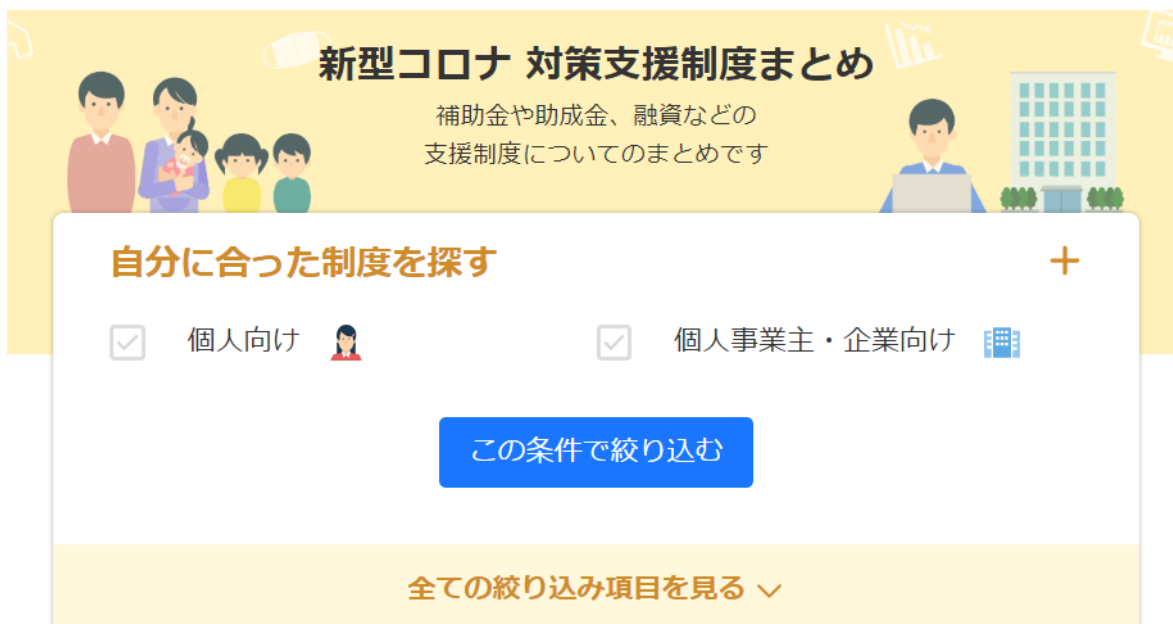 新型コロナ 対策支援制度まとめ
補助金や助成金、融資などの
支援制度についてのまとめです
自分に合った制度を探す
個人向け
個人事業主・企業向け
この条件で絞り込む
全ての絞り込み項目を見る